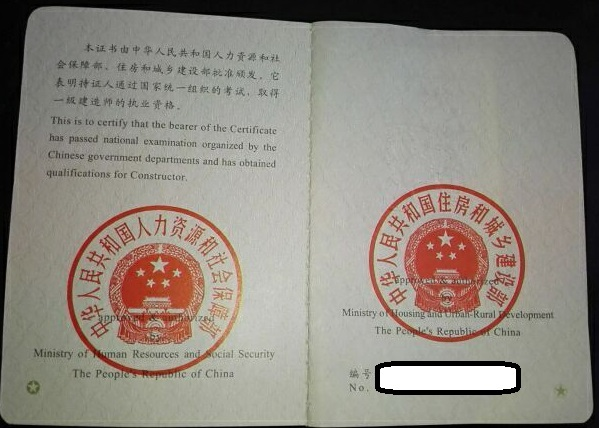 本证书由中华人民共和国人力资源和社
会保障部、住房和城乡建设部批准颁发。它
表明持证人通过国家统一组织的考试，取得
一级建造师的执业资格。
This is to certify that the bearer of the Certificate
has passed national examination organized by the
Chinese government departments and has obtained
qualifications for Constructor.
中华人民共和国人力资源和社会保障部
approved & authorized
by
Ministry of Human Resources and Social Security
The People's Republic of China
中华人民共和国住房和城乡建设部
approved & authorized
by
Ministry of Housing and Urban-Rural Development
The People's Republic of China
编号
No.